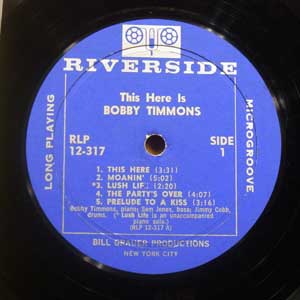 RIVERSIDE
This Here Is
BOBBY TIMMONS
LONG PLAYING
MICROGROOVE
RLP
12-317
SIDE
1
1. THIS HERE (3:31)
2. MOANIN' (5:02)
*3. LUSH LIFE (2:20)
4. THE PARTY'S OVER (4:07)
5. PRELUDE TO A KISS (3:16)
Bobby Timmons, piano; Sam Jones, bass; Jimmy Cobb,
drums. (* Lush Life is an unaccompanied
piano solo.)
(RLP 12-317 A)
BILL GRAUER PRODUCTIONS
NEW YORK CITY